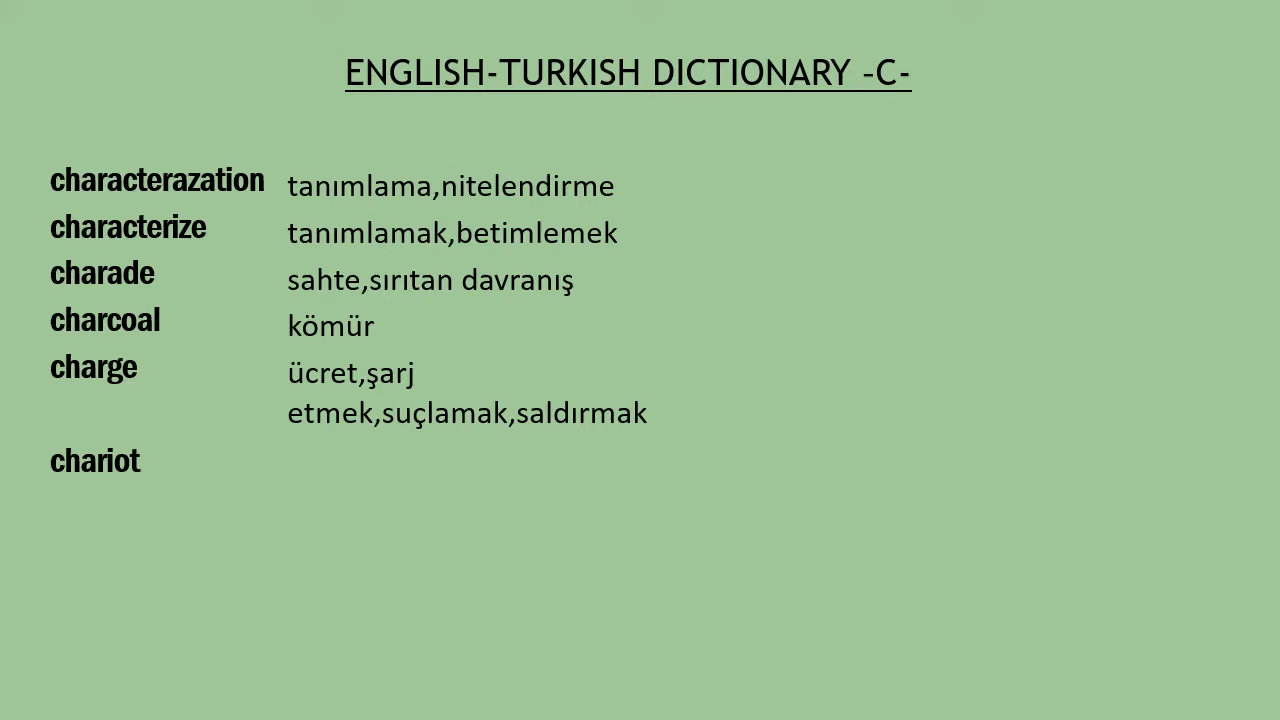 ENGLISH-TURKISH DICTIONARY –C-
characterazation tanımlama,nitelendirme
characterize tanımlamak,betimlemek
charade sahte,sırıtan davranış
charcoal kömür
charge ücret,şarj
etmek,suçlamak,saldırmak
chariot